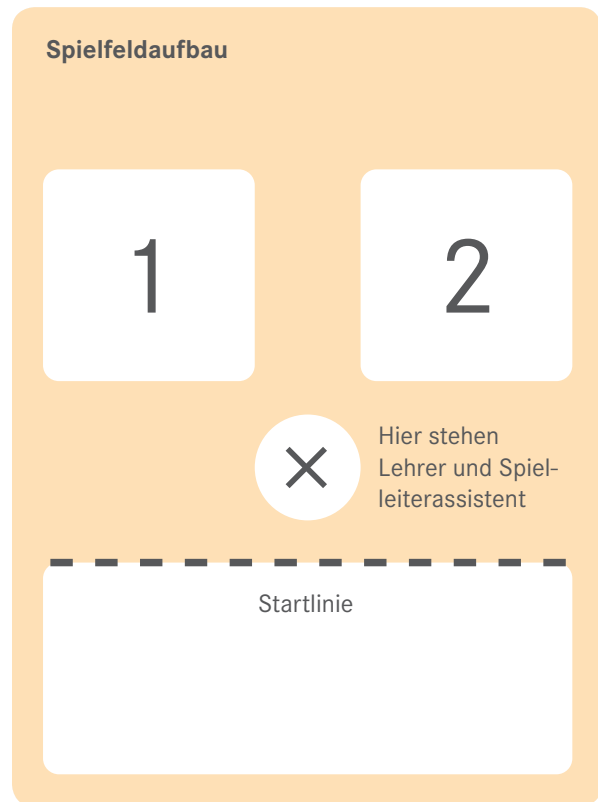 Spielfeldaufbau
1
2
Hier stehen
Lehrer und Spiel-
leiterassistent
Startlinie